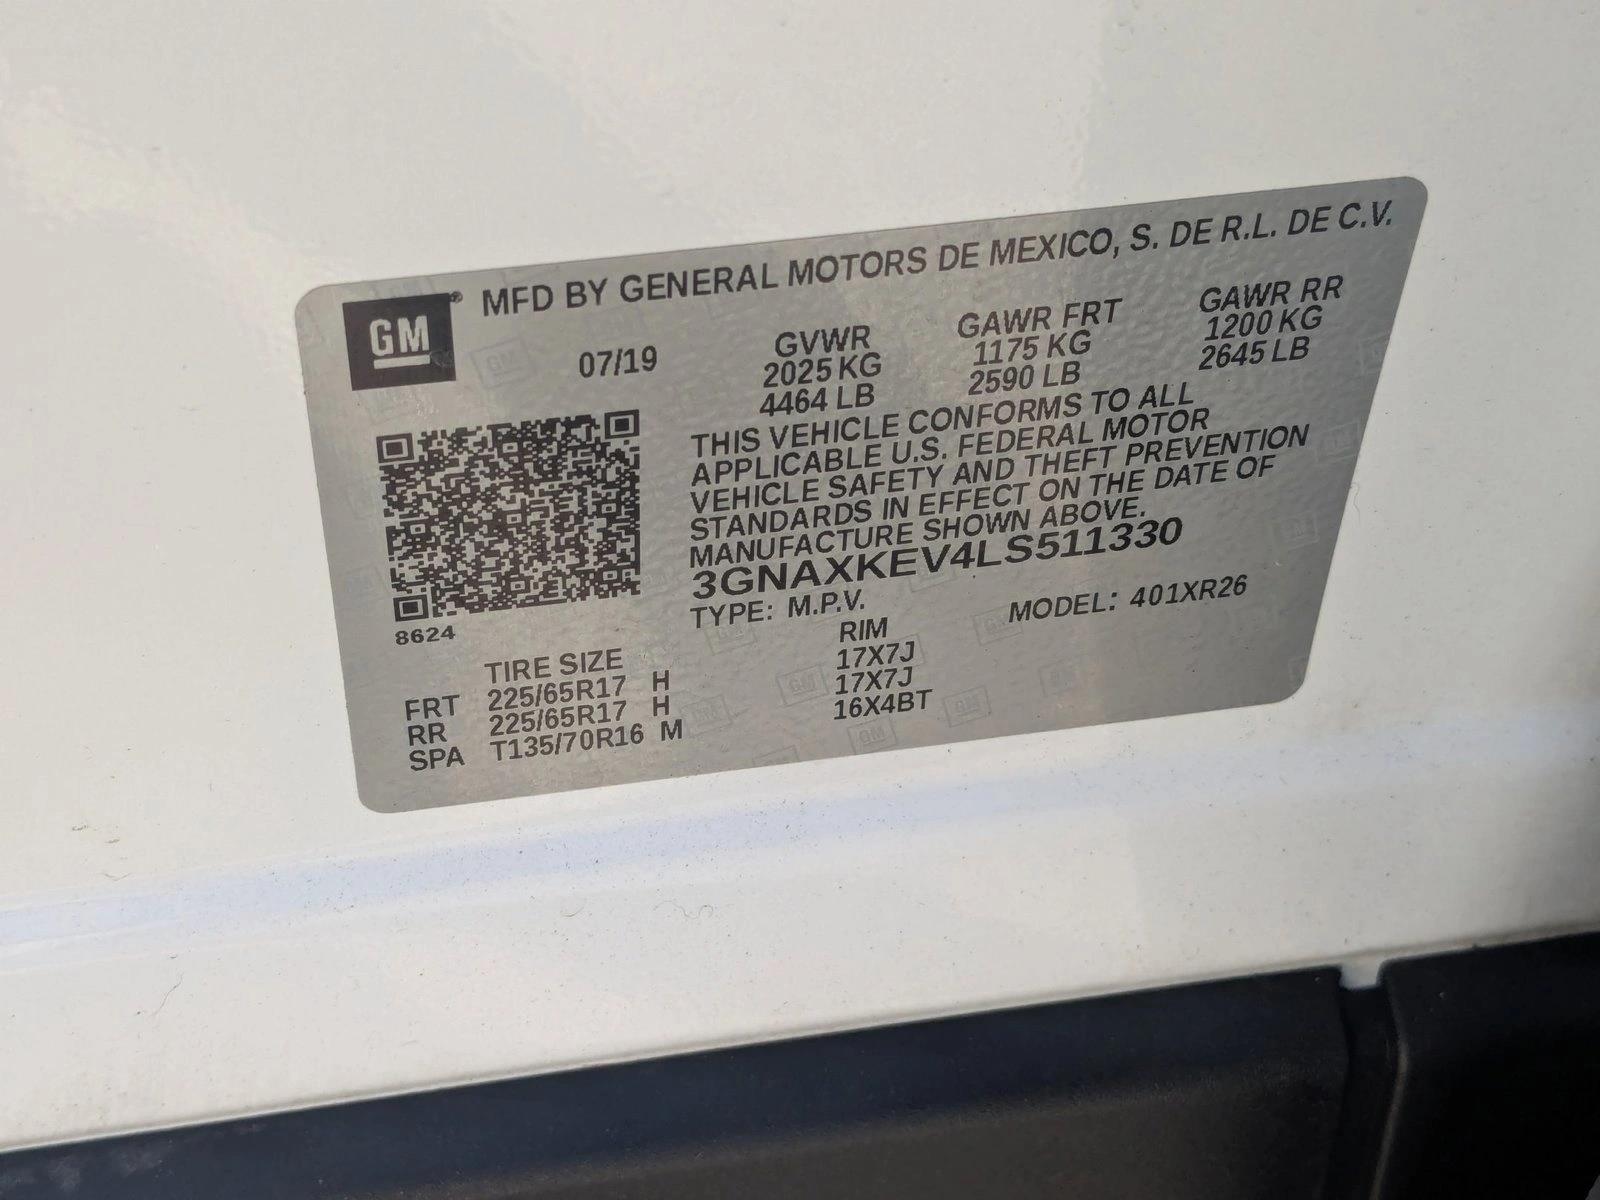 GM® MFD BY GENERAL MOTORS DE MEXICO, S. DE R.L. DE C.V.
07/19 GVWR GAWR FRT GAWR RR
2025 KG 1175 KG 1200 KG
4464 LB 2590 LB 2645 LB
THIS VEHICLE CONFORMS TO ALL
APPLICABLE U.S. FEDERAL MOTOR
VEHICLE SAFETY AND THEFT PREVENTION
STANDARDS IN EFFECT ON THE DATE OF
MANUFACTURE SHOWN ABOVE.
3GNAXKEV4LS511330
TYPE: M.P.V. MODEL: 401XR26
8624
TIRE SIZE RIM
FRT 225/65R17 H 17X7J
RR 225/65R17 H 17X7J
SPA T135/70R16 M 16X4BT